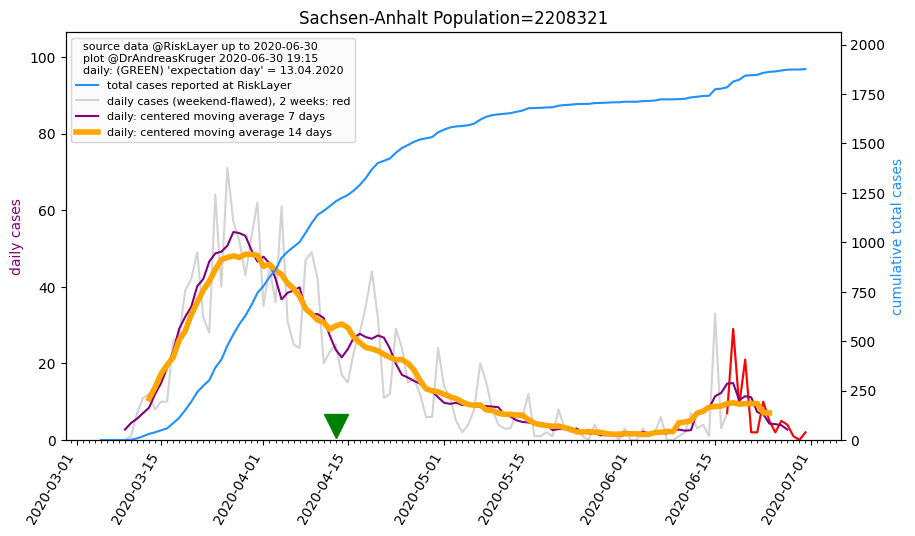 Sachsen-Anhalt Population=2208321
source data @RiskLayer up to 2020-06-30
plot @DrAndreasKruger 2020-06-30 19:15
daily: (GREEN) 'expectation day' = 13.04.2020
total cases reported at RiskLayer
daily cases (weekend-flawed), 2 weeks: red
daily: centered moving average 7 days
daily: centered moving average 14 days
daily cases
100
80
60
40
20
0
cumulative total cases
2000
1750
1500
1250
1000
750
500
250
0
2020-03-01
2020-03-15
2020-04-01
2020-04-15
2020-05-01
2020-05-15
2020-06-01
2020-06-15
2020-07-01